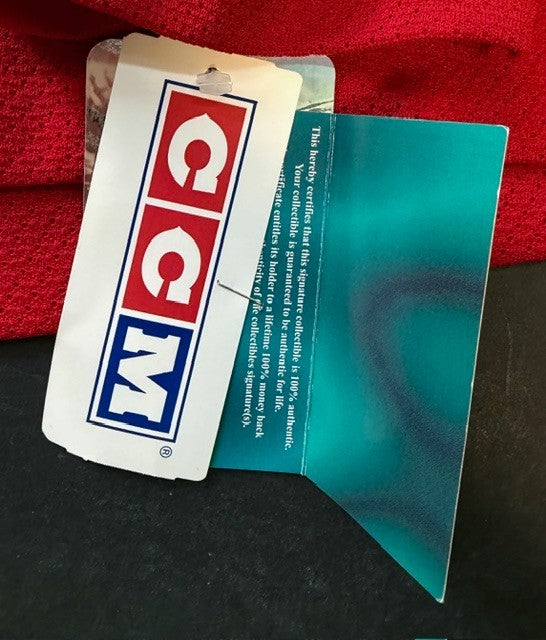 CCM
®
This hereby certifies that this signature collectible is 100% authentic.
Your collectible is guaranteed to be authentic for life.
certificate entitles its holder to a lifetime 100% money back
of the collectibles signature(s).